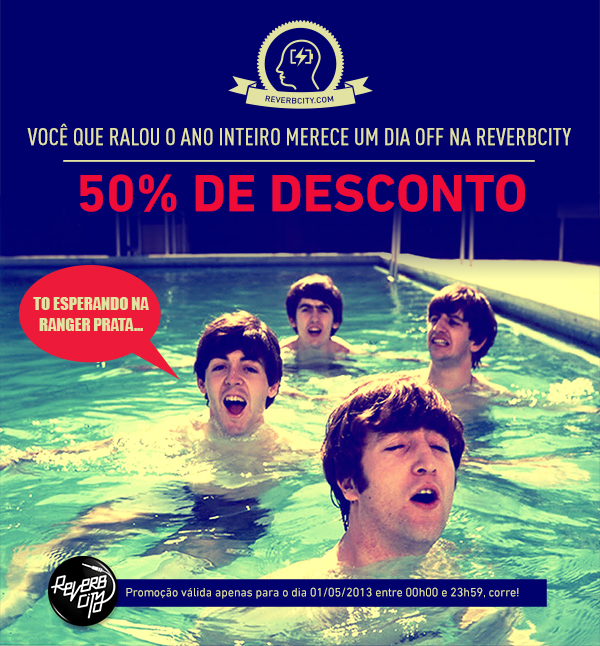 REVERBCITY.COM
VOCÊ QUE RALOU O ANO INTEIRO MERECE UM DIA OFF NA REVERBCITY
50% DE DESCONTO
TO ESPERANDO NA
RANGER PRATA...
REVERB
CITY
Promoção válida apenas para o dia 01/05/2013 entre 00h00 e 23h59, corre!